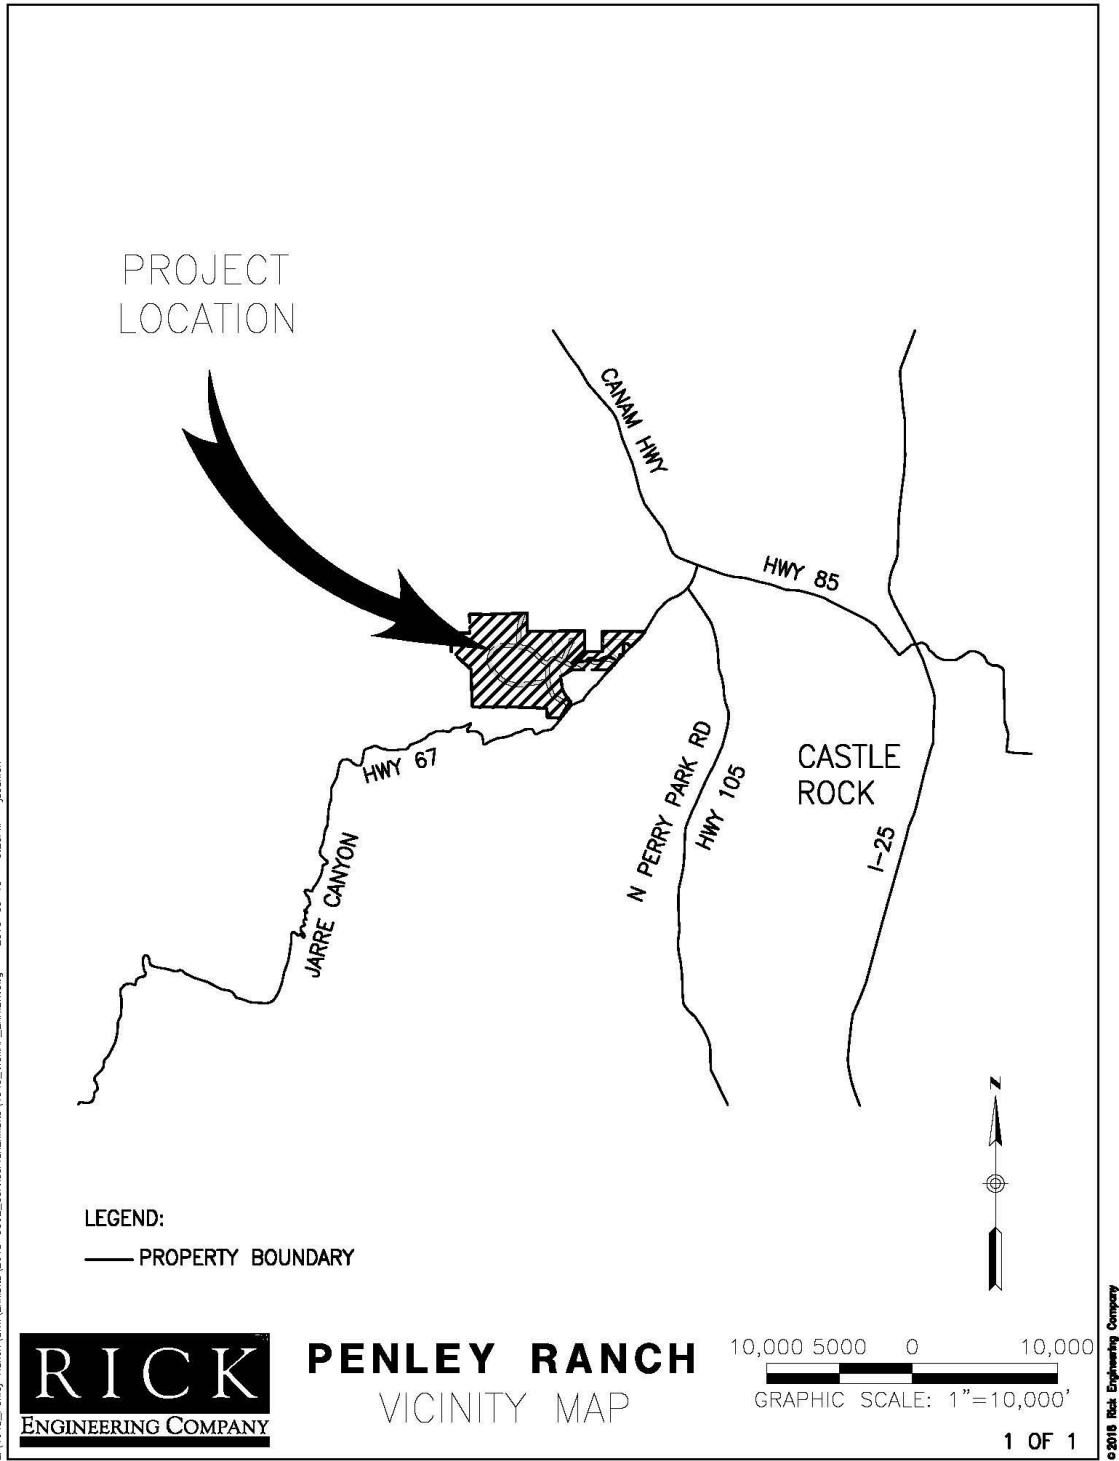 PROJECT
LOCATION
CANAM HWY
HWY 85
HWY 67
JARRE CANYON
N PERRY PARK RD
HWY 105
CASTLE
ROCK
I-25
N
LEGEND:
PROPERTY BOUNDARY
RICK
ENGINEERING COMPANY
PENLEY RANCH
VICINITY MAP
10,000 5000 0 10,000
GRAPHIC SCALE: 1"=10,000'
1 OF 1
© 2018 Rick Engineering Company